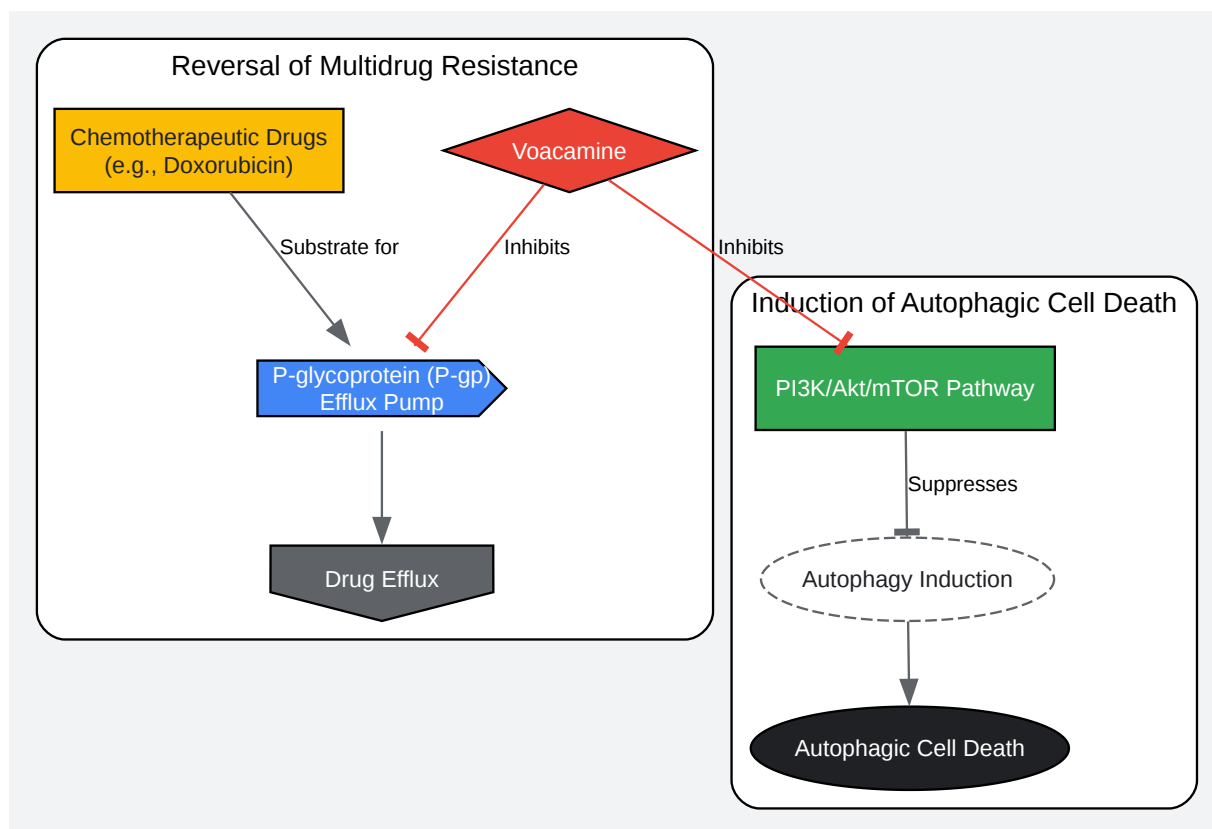 Reversal of Multidrug Resistance
Chemotherapeutic Drugs
(e.g., Doxorubicin)
Voacamine
Substrate for
Inhibits
Inhibits
P-glycoprotein (P-gp)
Efflux Pump
Drug Efflux
Induction of Autophagic Cell Death
PI3K/Akt/mTOR Pathway
Suppresses
Autophagy Induction
Autophagic Cell Death